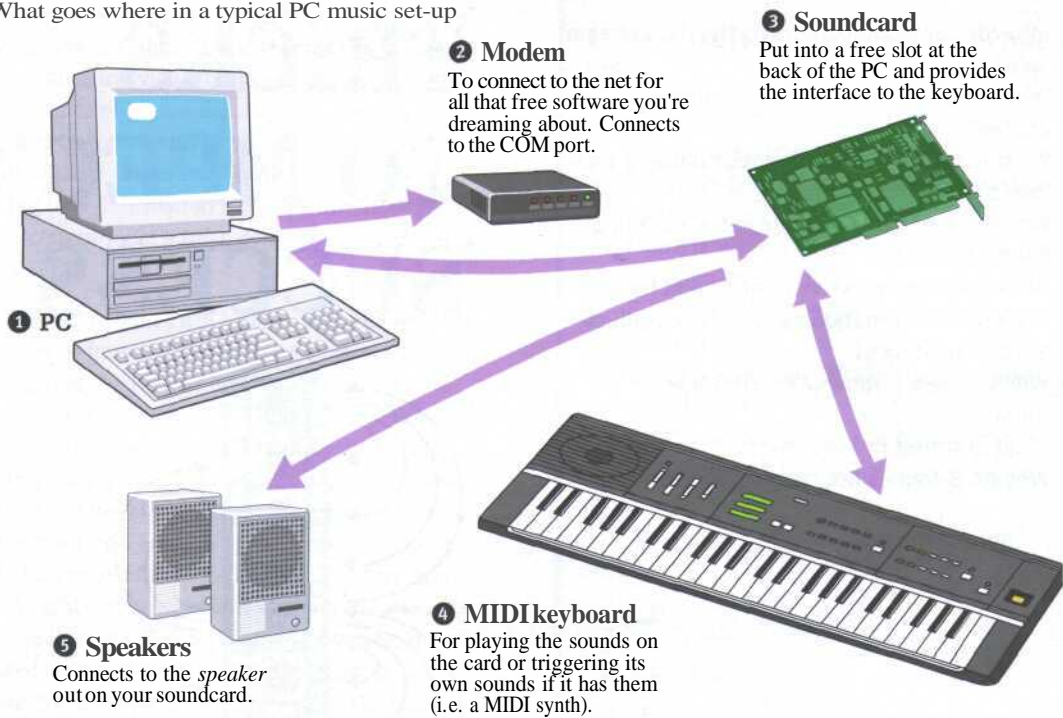 What goes where in a typical PC music set-up
❶ PC
❷ Modem
To connect to the net for
all that free software you're
dreaming about. Connects
to the COM port.
❸ Soundcard
Put into a free slot at the
back of the PC and provides
the interface to the keyboard.
❹ MIDI keyboard
For playing the sounds on
the card or triggering its
own sounds if it has them
(i.e. a MIDI synth).
❺ Speakers
Connects to the speaker
out on your soundcard.